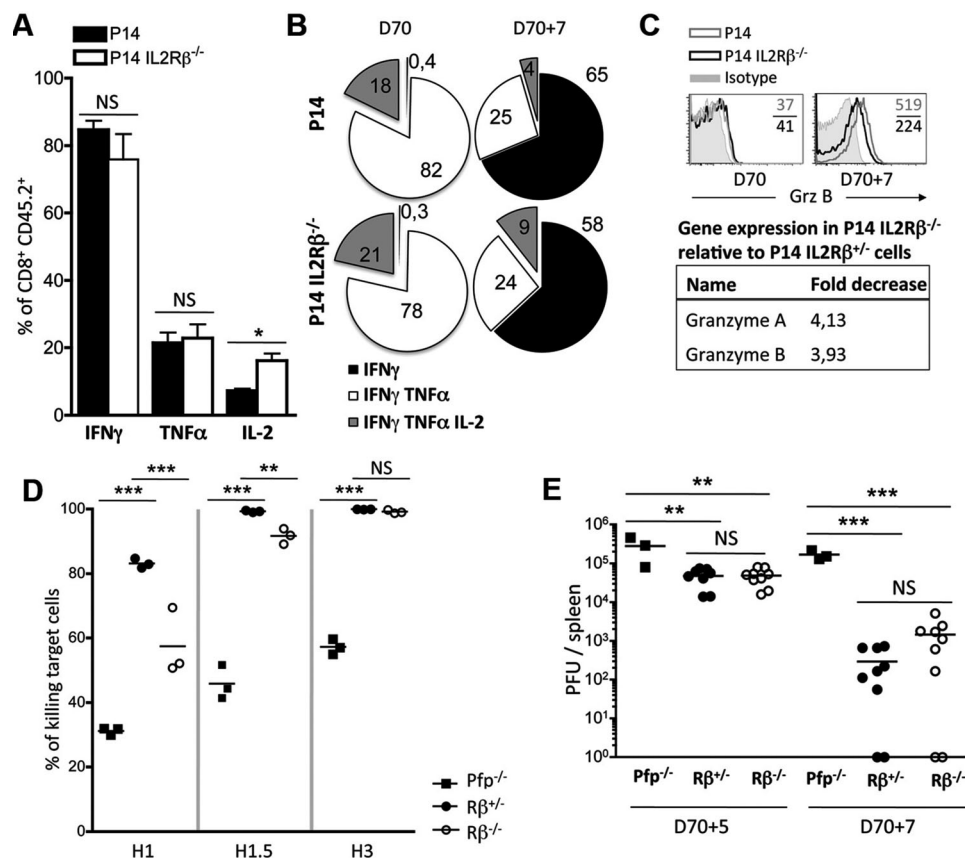 A
P14
P14 IL2Rβ-/-
% of CD8+ CD45.2+
100
80
60
40
20
0
NS
NS
*
IFNγ
TNFα
IL-2
B
D70
D70+7
P14
18
0,4
82
4
65
25
P14 IL2Rβ-/-
21
0,3
78
9
58
24
IFNγ
IFNγ TNFα
IFNγ TNFα IL-2
C
P14
P14 IL2Rβ-/-
Isotype
37
41
519
224
D70
D70+7
Grz B
Gene expression in P14 IL2Rβ-/-
relative to P14 IL2Rβ+/- cells
Name Fold decrease
Granzyme A 4,13
Granzyme B 3,93
D
% of killing target cells
100
80
60
40
20
0
***
***
**
***
NS
***
H1
H1.5
H3
Pfp-/-
Rβ+/-
Rβ-/-
E
PFU / spleen
10^6
10^5
10^4
10^3
10^2
10^1
10^0
**
**
NS
***
***
NS
Pfp-/- Rβ+/- Rβ-/- Pfp-/- Rβ+/- Rβ-/-
D70+5
D70+7